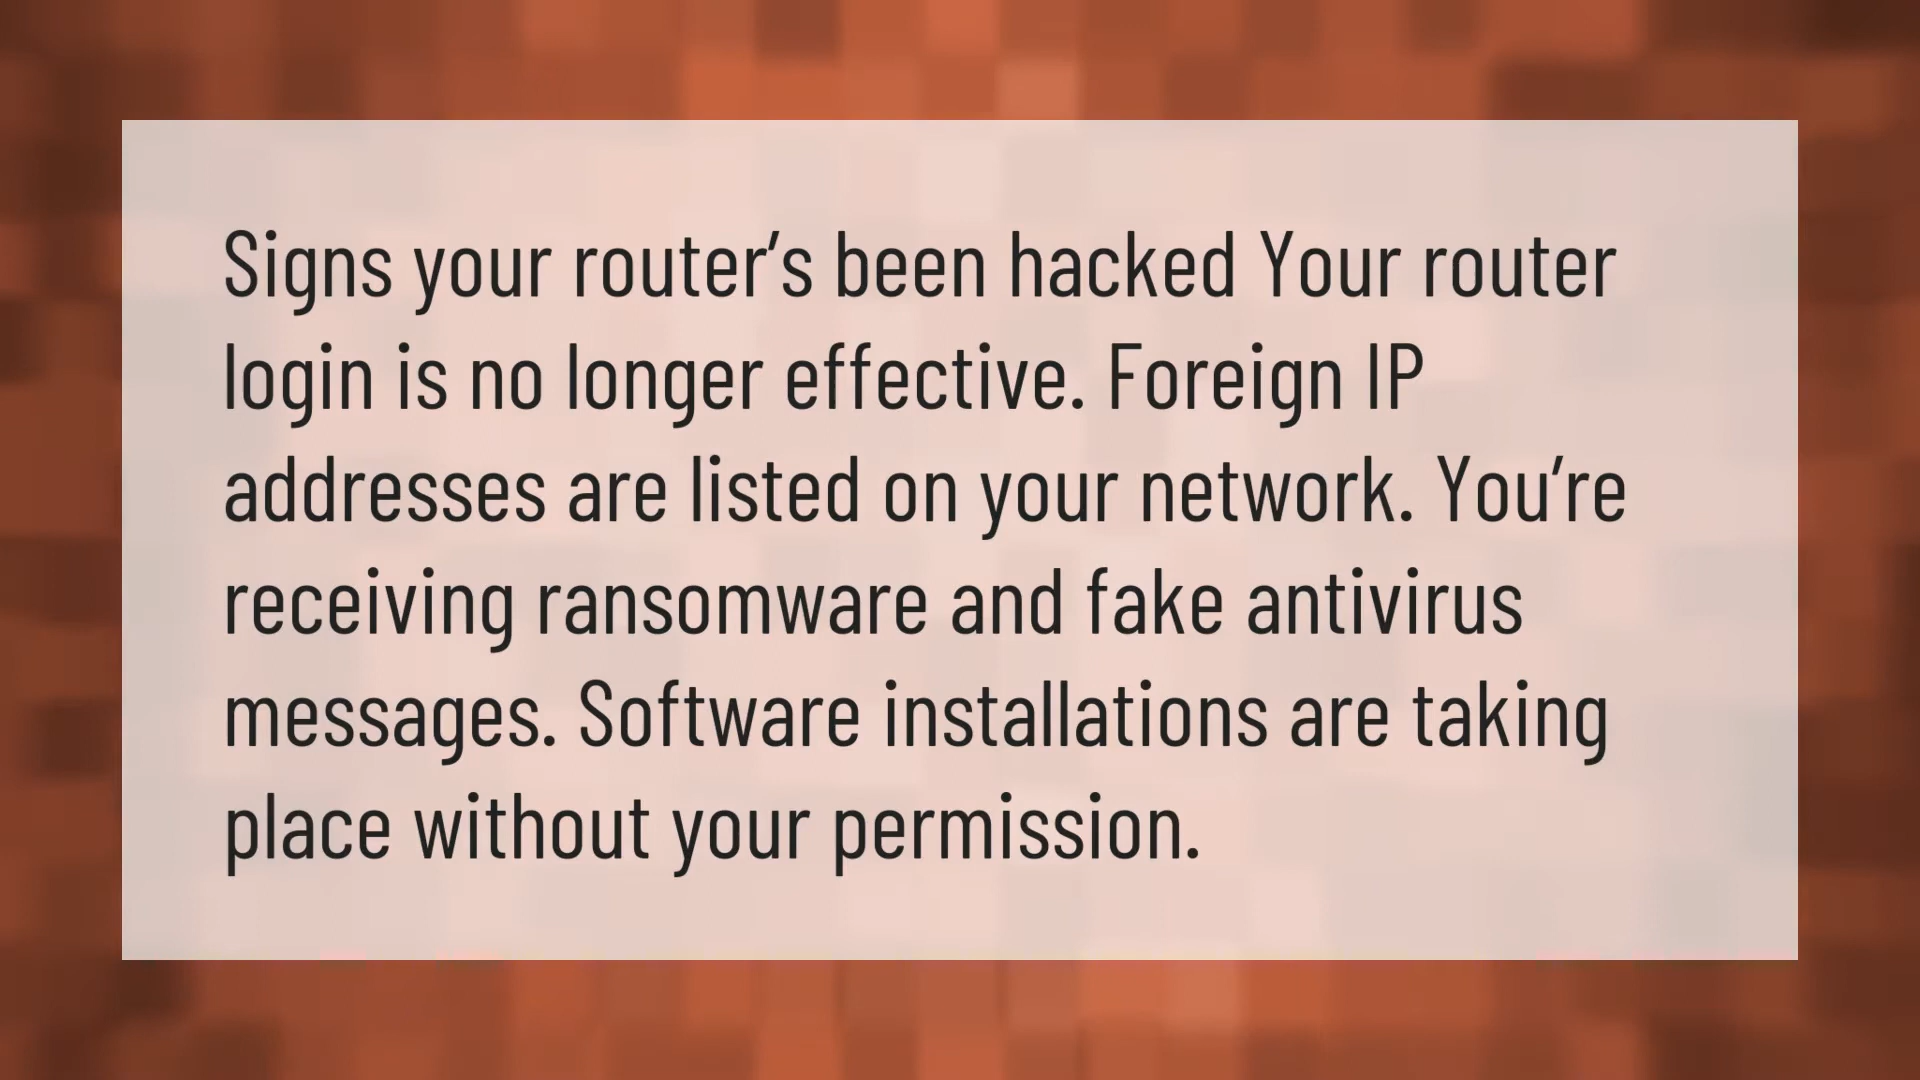 Signs your router’s been hacked Your router
login is no longer effective. Foreign IP
addresses are listed on your network. You’re
receiving ransomware and fake antivirus
messages. Software installations are taking
place without your permission.